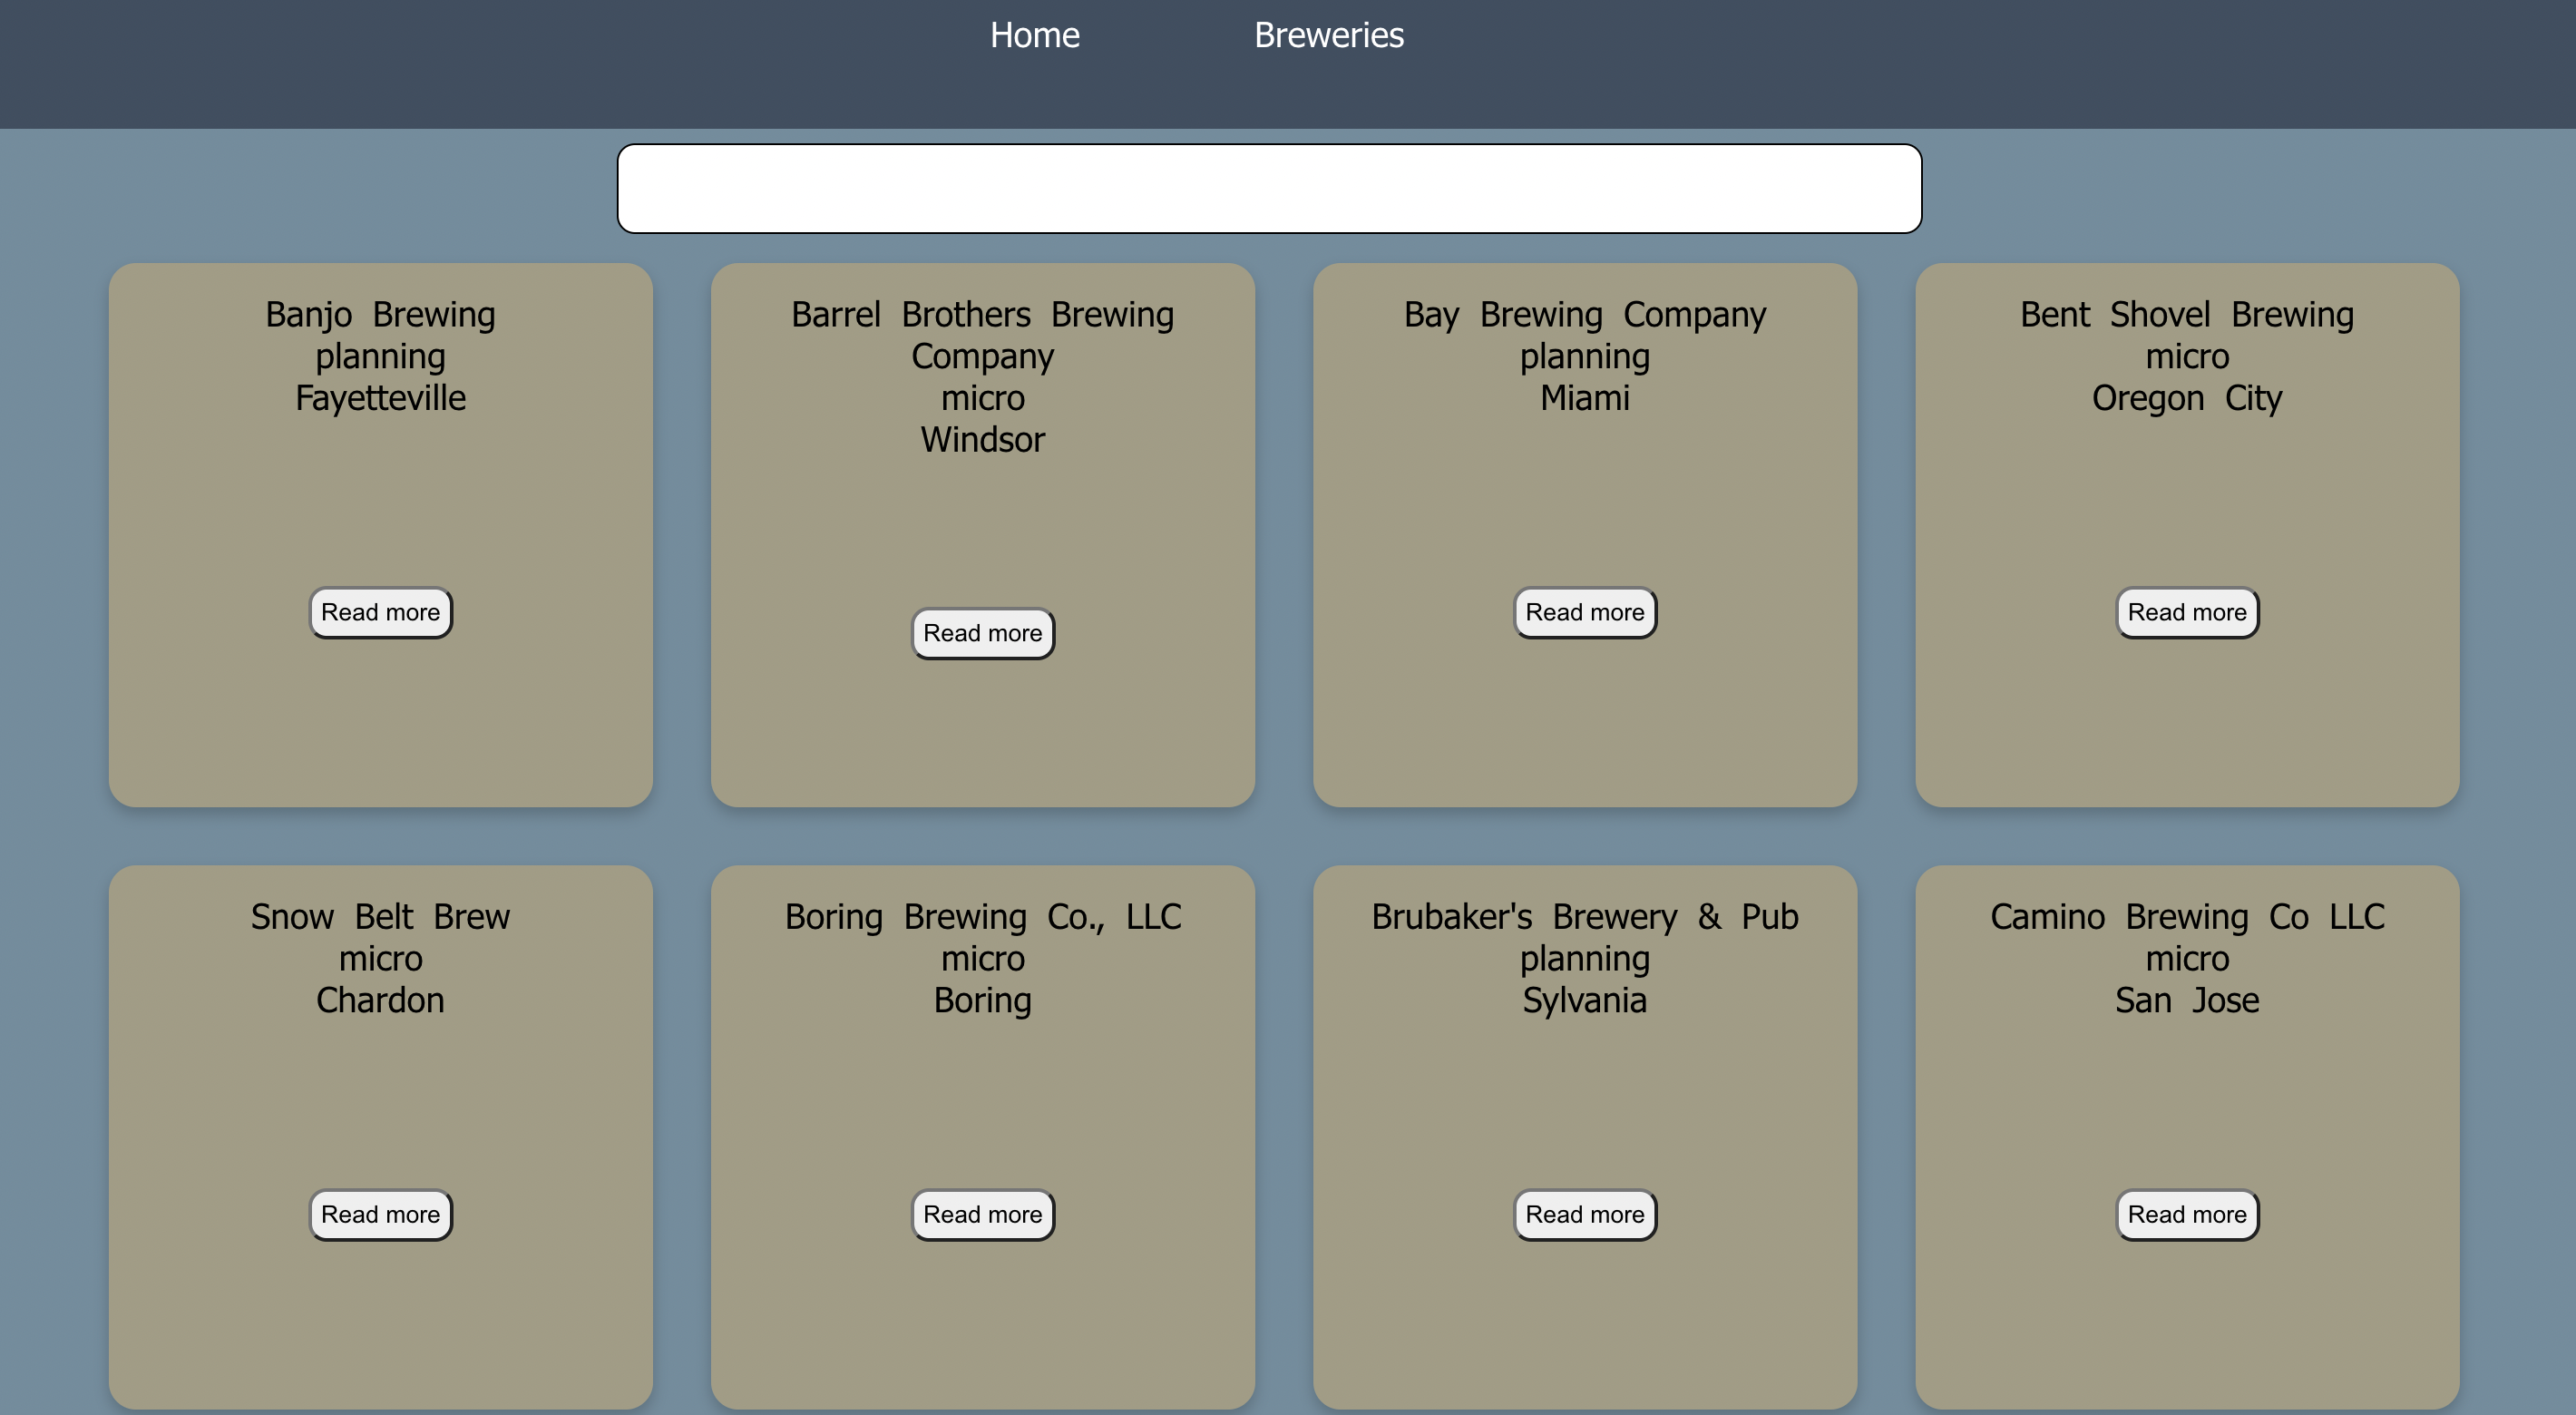 Home Breweries
Banjo Brewing
planning
Fayetteville
Read more
Barrel Brothers Brewing
Company
micro
Windsor
Read more
Bay Brewing Company
planning
Miami
Read more
Bent Shovel Brewing
micro
Oregon City
Read more
Snow Belt Brew
micro
Chardon
Read more
Boring Brewing Co., LLC
micro
Boring
Read more
Brubaker's Brewery & Pub
planning
Sylvania
Read more
Camino Brewing Co LLC
micro
San Jose
Read more